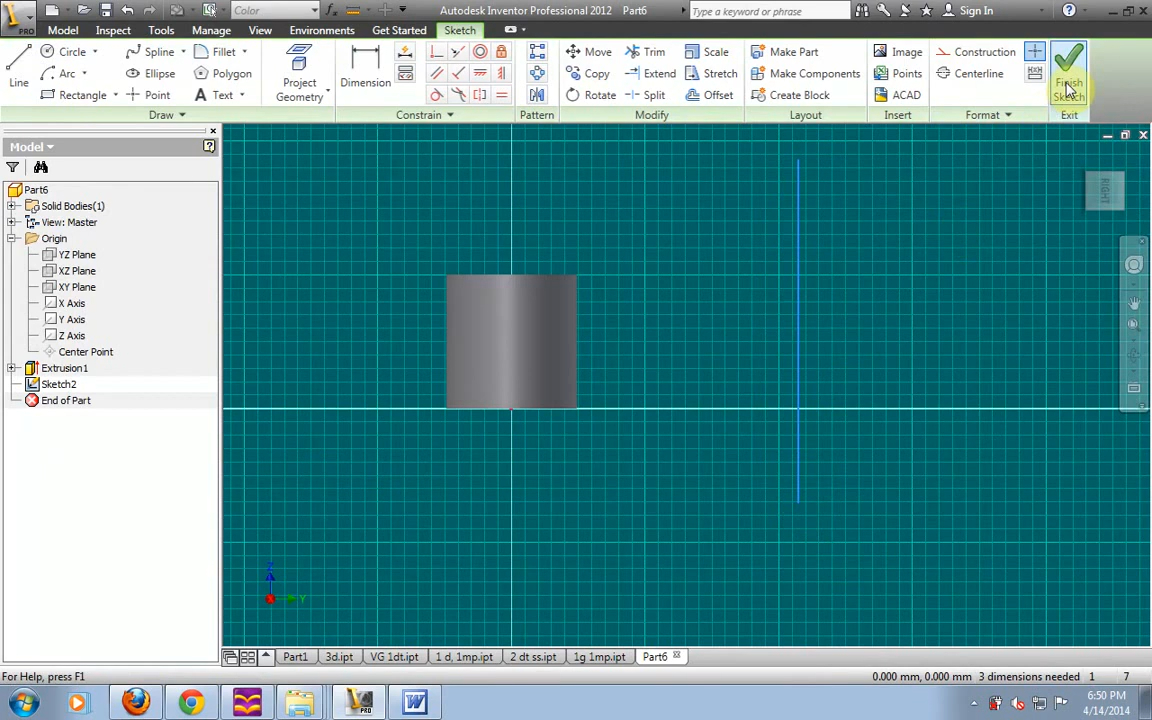 Color
Autodesk Inventor Professional 2012 Part6
Type a keyword or phrase
Sign In
PRO
Model Inspect Tools Manage View Environments Get Started Sketch
Line
Circle
Arc
Rectangle
Spline
Ellipse
Point
Fillet
Polygon
Text
Project
Geometry
Dimension
Move
Copy
Rotate
Trim
Extend
Split
Scale
Stretch
Offset
Make Part
Make Components
Create Block
Image
Points
ACAD
Construction
Centerline
Finish
Sketch
Draw Constrain Pattern Modify Layout Insert Format Exit
Model
Part6
Solid Bodies(1)
View: Master
Origin
YZ Plane
XZ Plane
XY Plane
X Axis
Y Axis
Z Axis
Center Point
Extrusion1
Sketch2
End of Part
RIGHT
Z
Y
Part1 3d.ipt VG 1dt.ipt 1 d, 1mp.ipt 2 dt ss.ipt 1g 1mp.ipt Part6
For Help, press F1
0.000 mm, 0.000 mm 3 dimensions needed 1 7
PRO
6:50 PM
4/14/2014